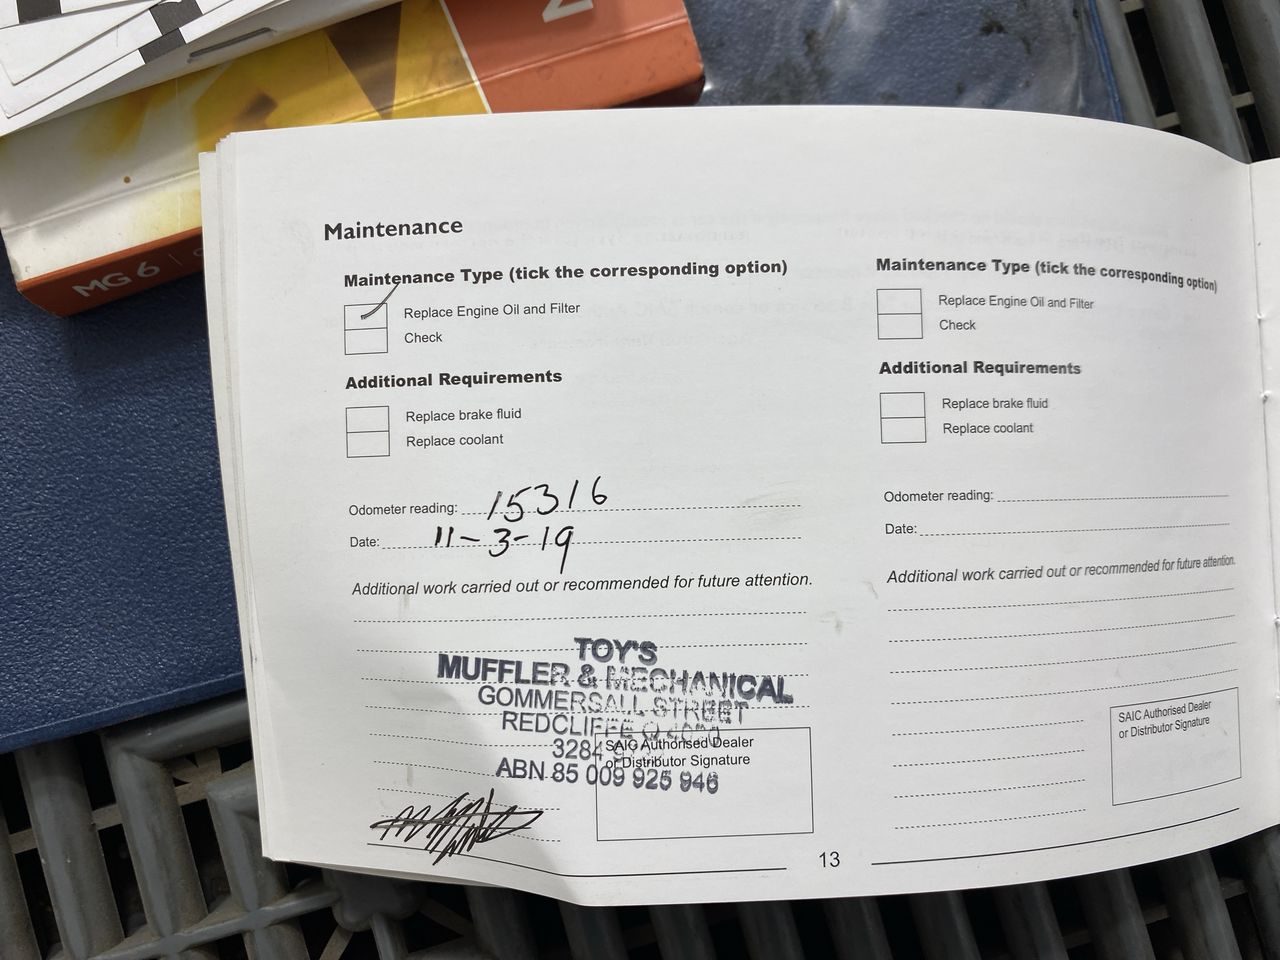 MG6
Maintenance
Maintenance Type (tick the corresponding option)
Replace Engine Oil and Filter
Check
Additional Requirements
Replace brake fluid
Replace coolant
Odometer reading: 15316
Date: 11-3-19
Additional work carried out or recommended for future attention.
TOY'S
MUFFLER & MECHANICAL
GOMMERSALL STREET
REDCLIFFE
3284
ABN 85 009 925 946
SAIC Authorised Dealer
or Distributor Signature
13
Maintenance Type (tick the corresponding option)
Replace Engine Oil and Filter
Check
Additional Requirements
Replace brake fluid
Replace coolant
Odometer reading:
Date:
Additional work carried out or recommended for future attention.
SAIC Authorised Dealer
or Distributor Signature